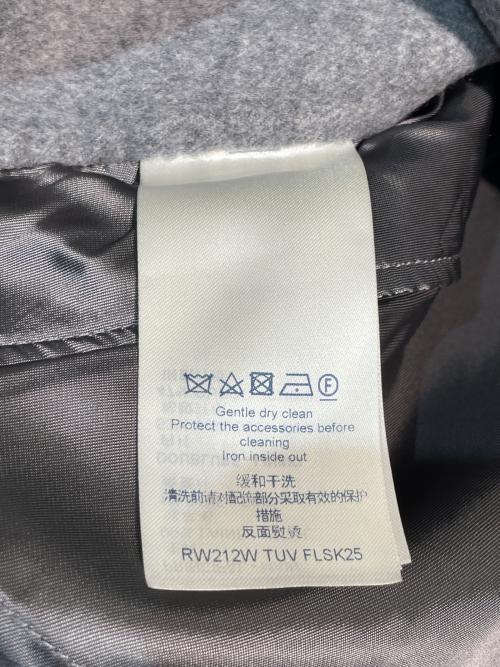 F
Gentle dry clean
Protect the accessories before
cleaning
Iron inside out
缓和干洗
清洗前请对配饰部分采取有效的保护
措施
反面熨烫
RW212W TUV FLSK25